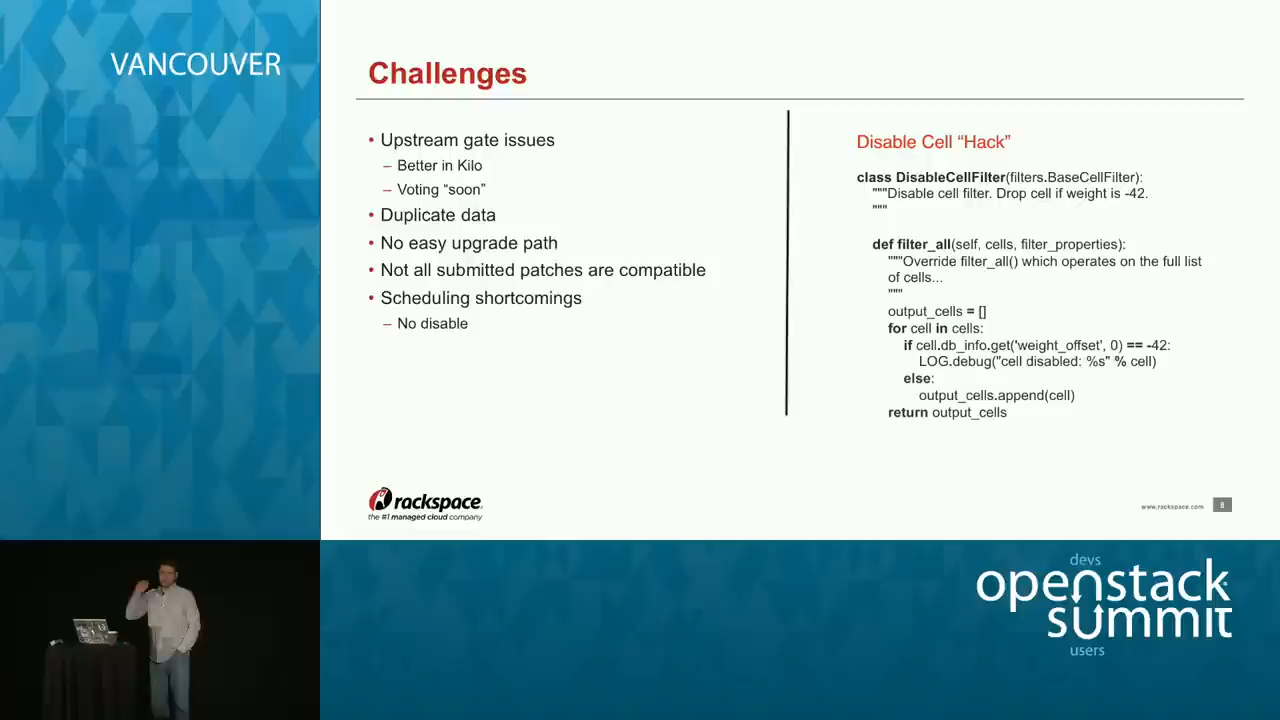 VANCOUVER
Challenges
• Upstream gate issues
– Better in Kilo
– Voting “soon”
• Duplicate data
• No easy upgrade path
• Not all submitted patches are compatible
• Scheduling shortcomings
– No disable
Disable Cell “Hack”
class DisableCellFilter(filters.BaseCellFilter):
"""Disable cell filter. Drop cell if weight is -42.
"""
def filter_all(self, cells, filter_properties):
"""Override filter_all() which operates on the full list
of cells...
"""
output_cells = []
for cell in cells:
if cell.db_info.get('weight_offset', 0) == -42:
LOG.debug("cell disabled: %s" % cell)
else:
output_cells.append(cell)
return output_cells
rackspace
the #1 managed cloud company
www.rackspace.com
8
devs
openstack
summit
users